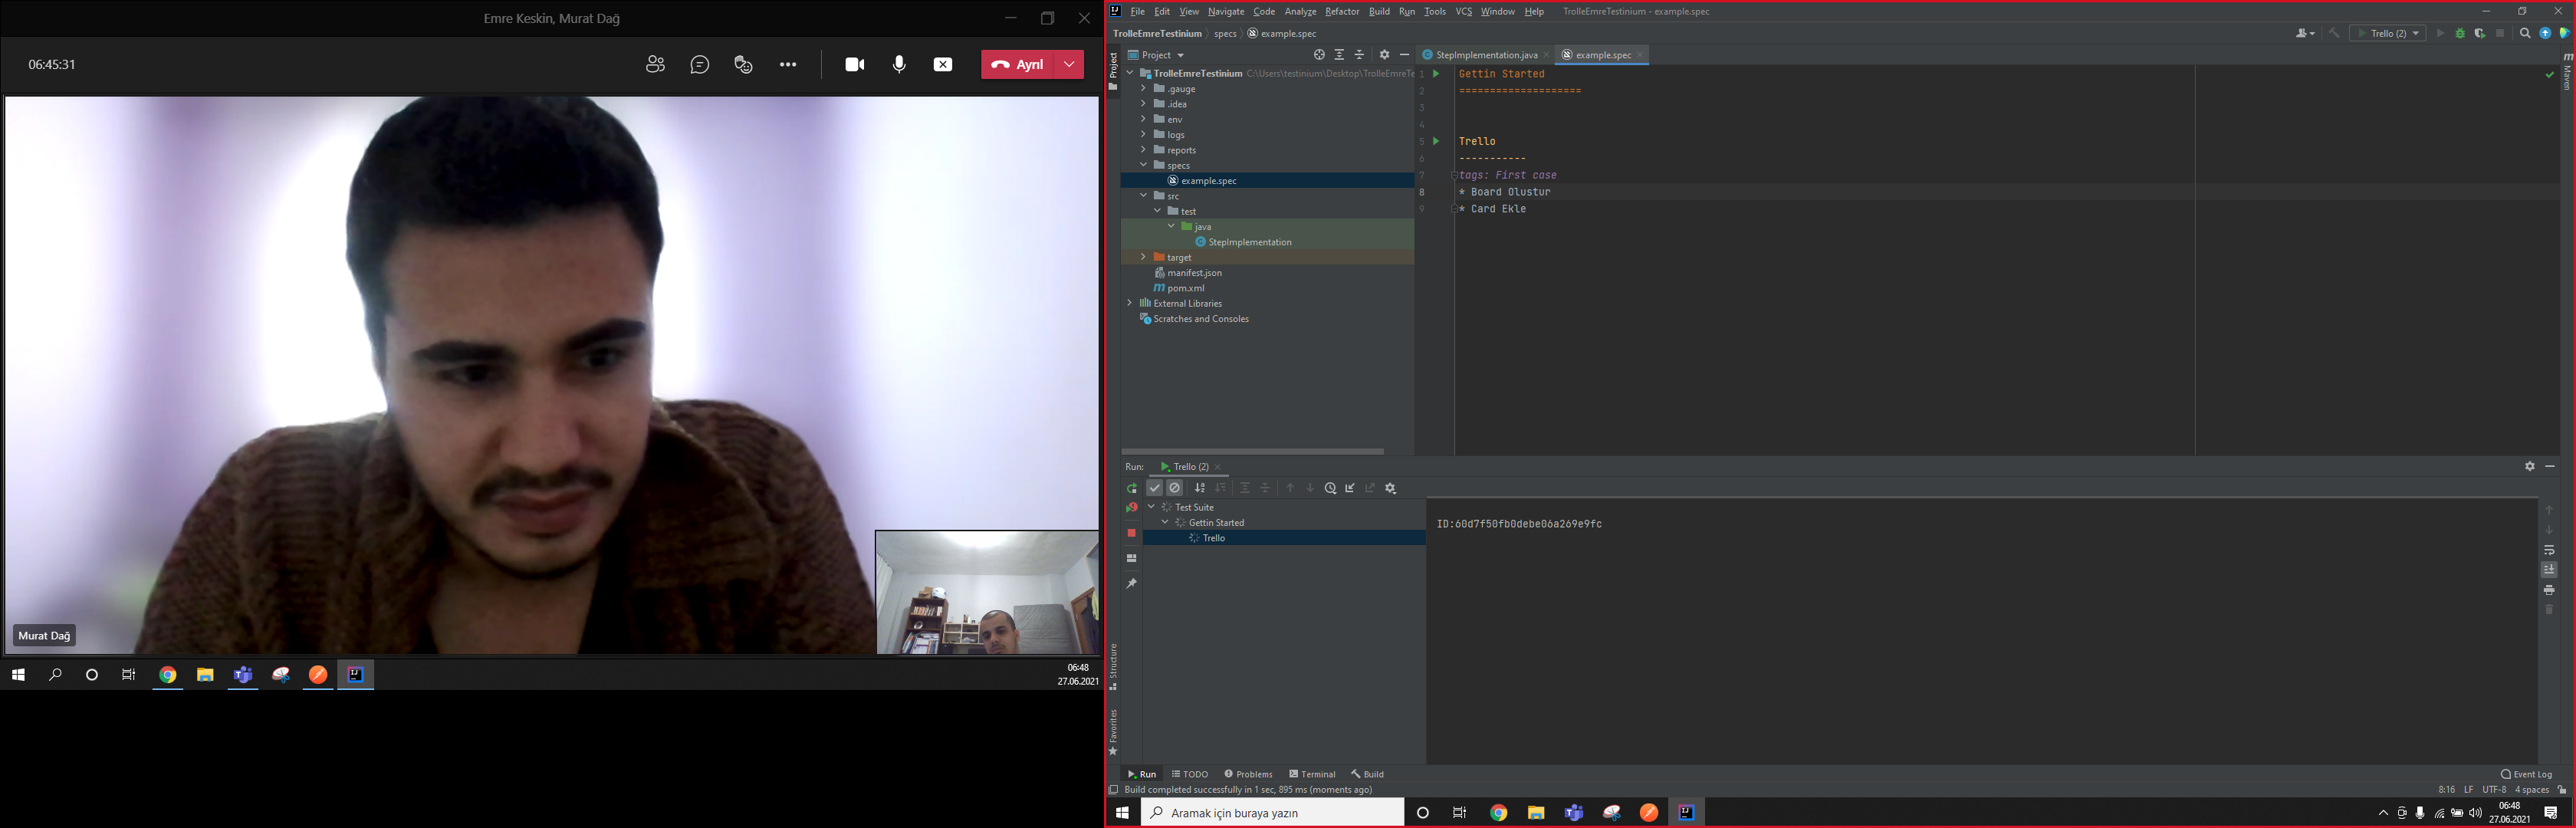 Emre Keskin, Murat Dağ
06:45:31
Ayrıl
Murat Dağ
06:48
27.06.2021
File Edit View Navigate Code Analyze Refactor Build Run Tools VCS Window Help TrolleEmreTestinium - example.spec
TrolleEmreTestinium specs example.spec
Trello (2)
Project
Project
StepImplementation.java
example.spec
Maven
TrolleEmreTestinium C:\Users\testinium\Desktop\TrolleEmreTe
.gauge
.idea
env
logs
reports
specs
example.spec
src
test
java
StepImplementation
target
manifest.json
pom.xml
External Libraries
Scratches and Consoles
1 Gettin Started
2 ====================
3
4
5 Trello
6 -----------
7 tags: First case
8 * Board Olustur
9 * Card Ekle
Run: Trello (2)
Test Suite
Gettin Started
Trello
ID:60d7f50fb0debe06a269e9fc
Structure
Favorites
Run TODO Problems Terminal Build
Event Log
Build completed successfully in 1 sec, 895 ms (moments ago)
8:16 LF UTF-8 4 spaces
Aramak için buraya yazın
06:48
27.06.2021